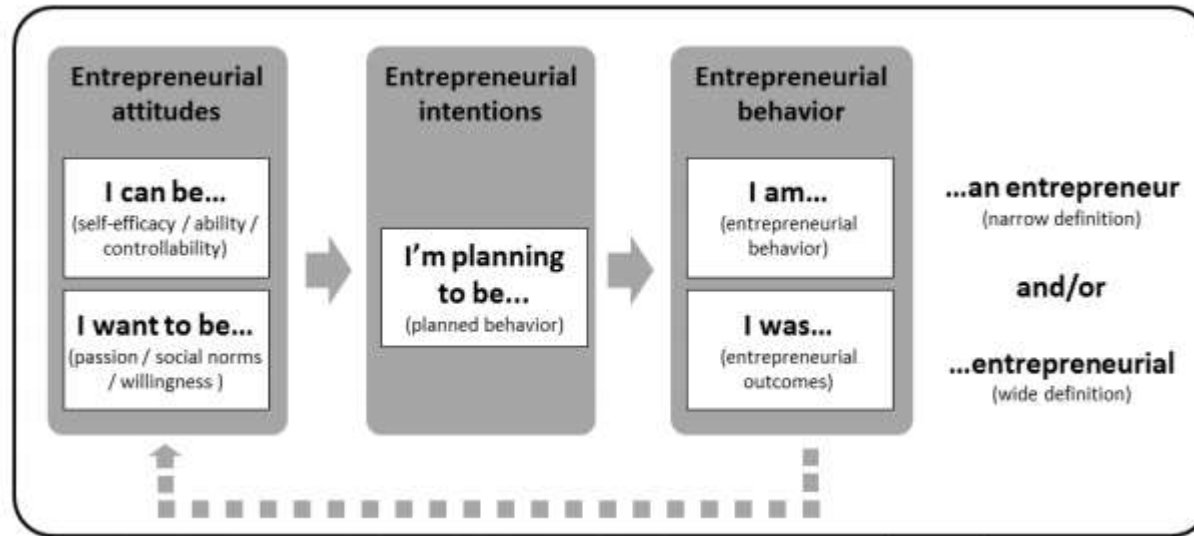 Entrepreneurial
attitudes
I can be...
(self-efficacy / ability /
controllability)
I want to be...
(passion / social norms
/ willingness )
Entrepreneurial
intentions
I'm planning
to be...
(planned behavior)
Entrepreneurial
behavior
I am...
(entrepreneurial
behavior)
I was...
(entrepreneurial
outcomes)
...an entrepreneur
(narrow definition)
and/or
...entrepreneurial
(wide definition)